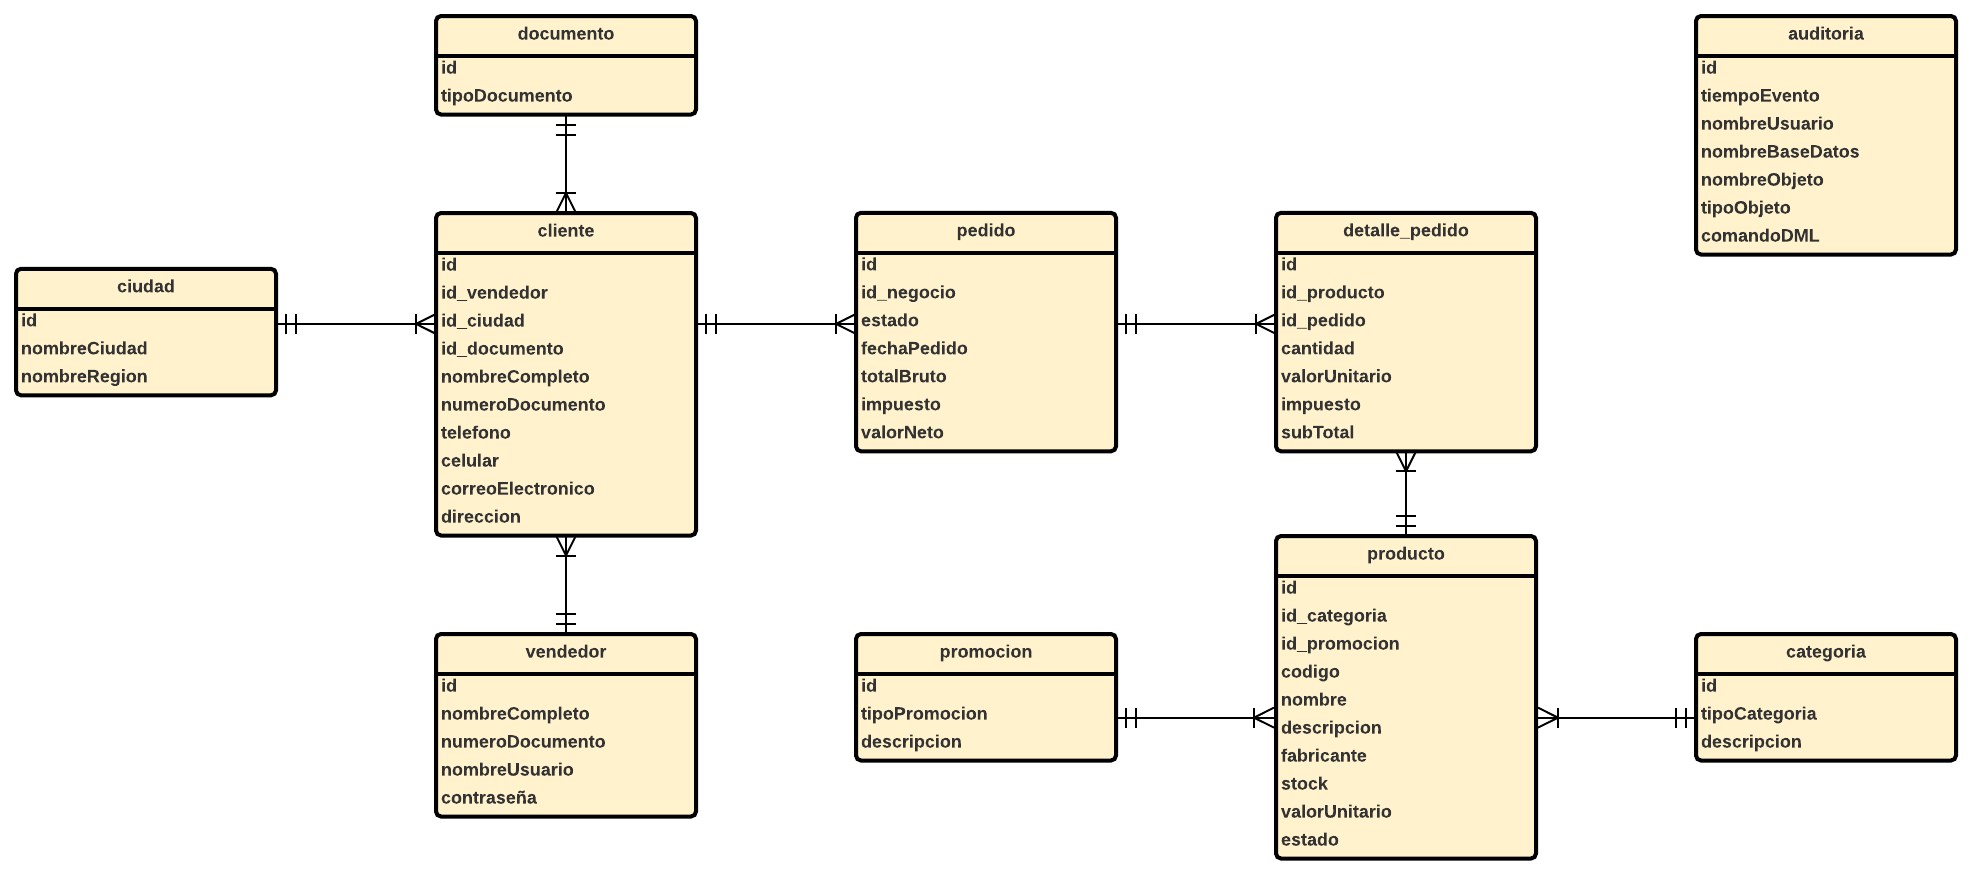 documento
id
tipoDocumento
auditoria
id
tiempoEvento
nombreUsuario
nombreBaseDatos
nombreObjeto
tipoObjeto
comandoDML
ciudad
id
nombreCiudad
nombreRegion
cliente
id
id_vendedor
id_ciudad
id_documento
nombreCompleto
numeroDocumento
telefono
celular
correoElectronico
direccion
pedido
id
id_negocio
estado
fechaPedido
totalBruto
impuesto
valorNeto
detalle_pedido
id
id_producto
id_pedido
cantidad
valorUnitario
impuesto
subTotal
vendedor
id
nombreCompleto
numeroDocumento
nombreUsuario
contraseña
promocion
id
tipoPromocion
descripcion
producto
id
id_categoria
id_promocion
codigo
nombre
descripcion
fabricante
stock
valorUnitario
estado
categoria
id
tipoCategoria
descripcion